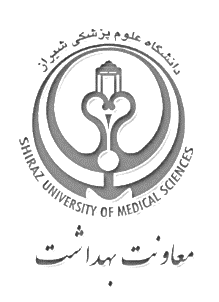 دانشگاه علوم پزشکی شیراز
SHIRAZ UNIVERSITY OF MEDICAL SCIENCES
معاونت بهداشت